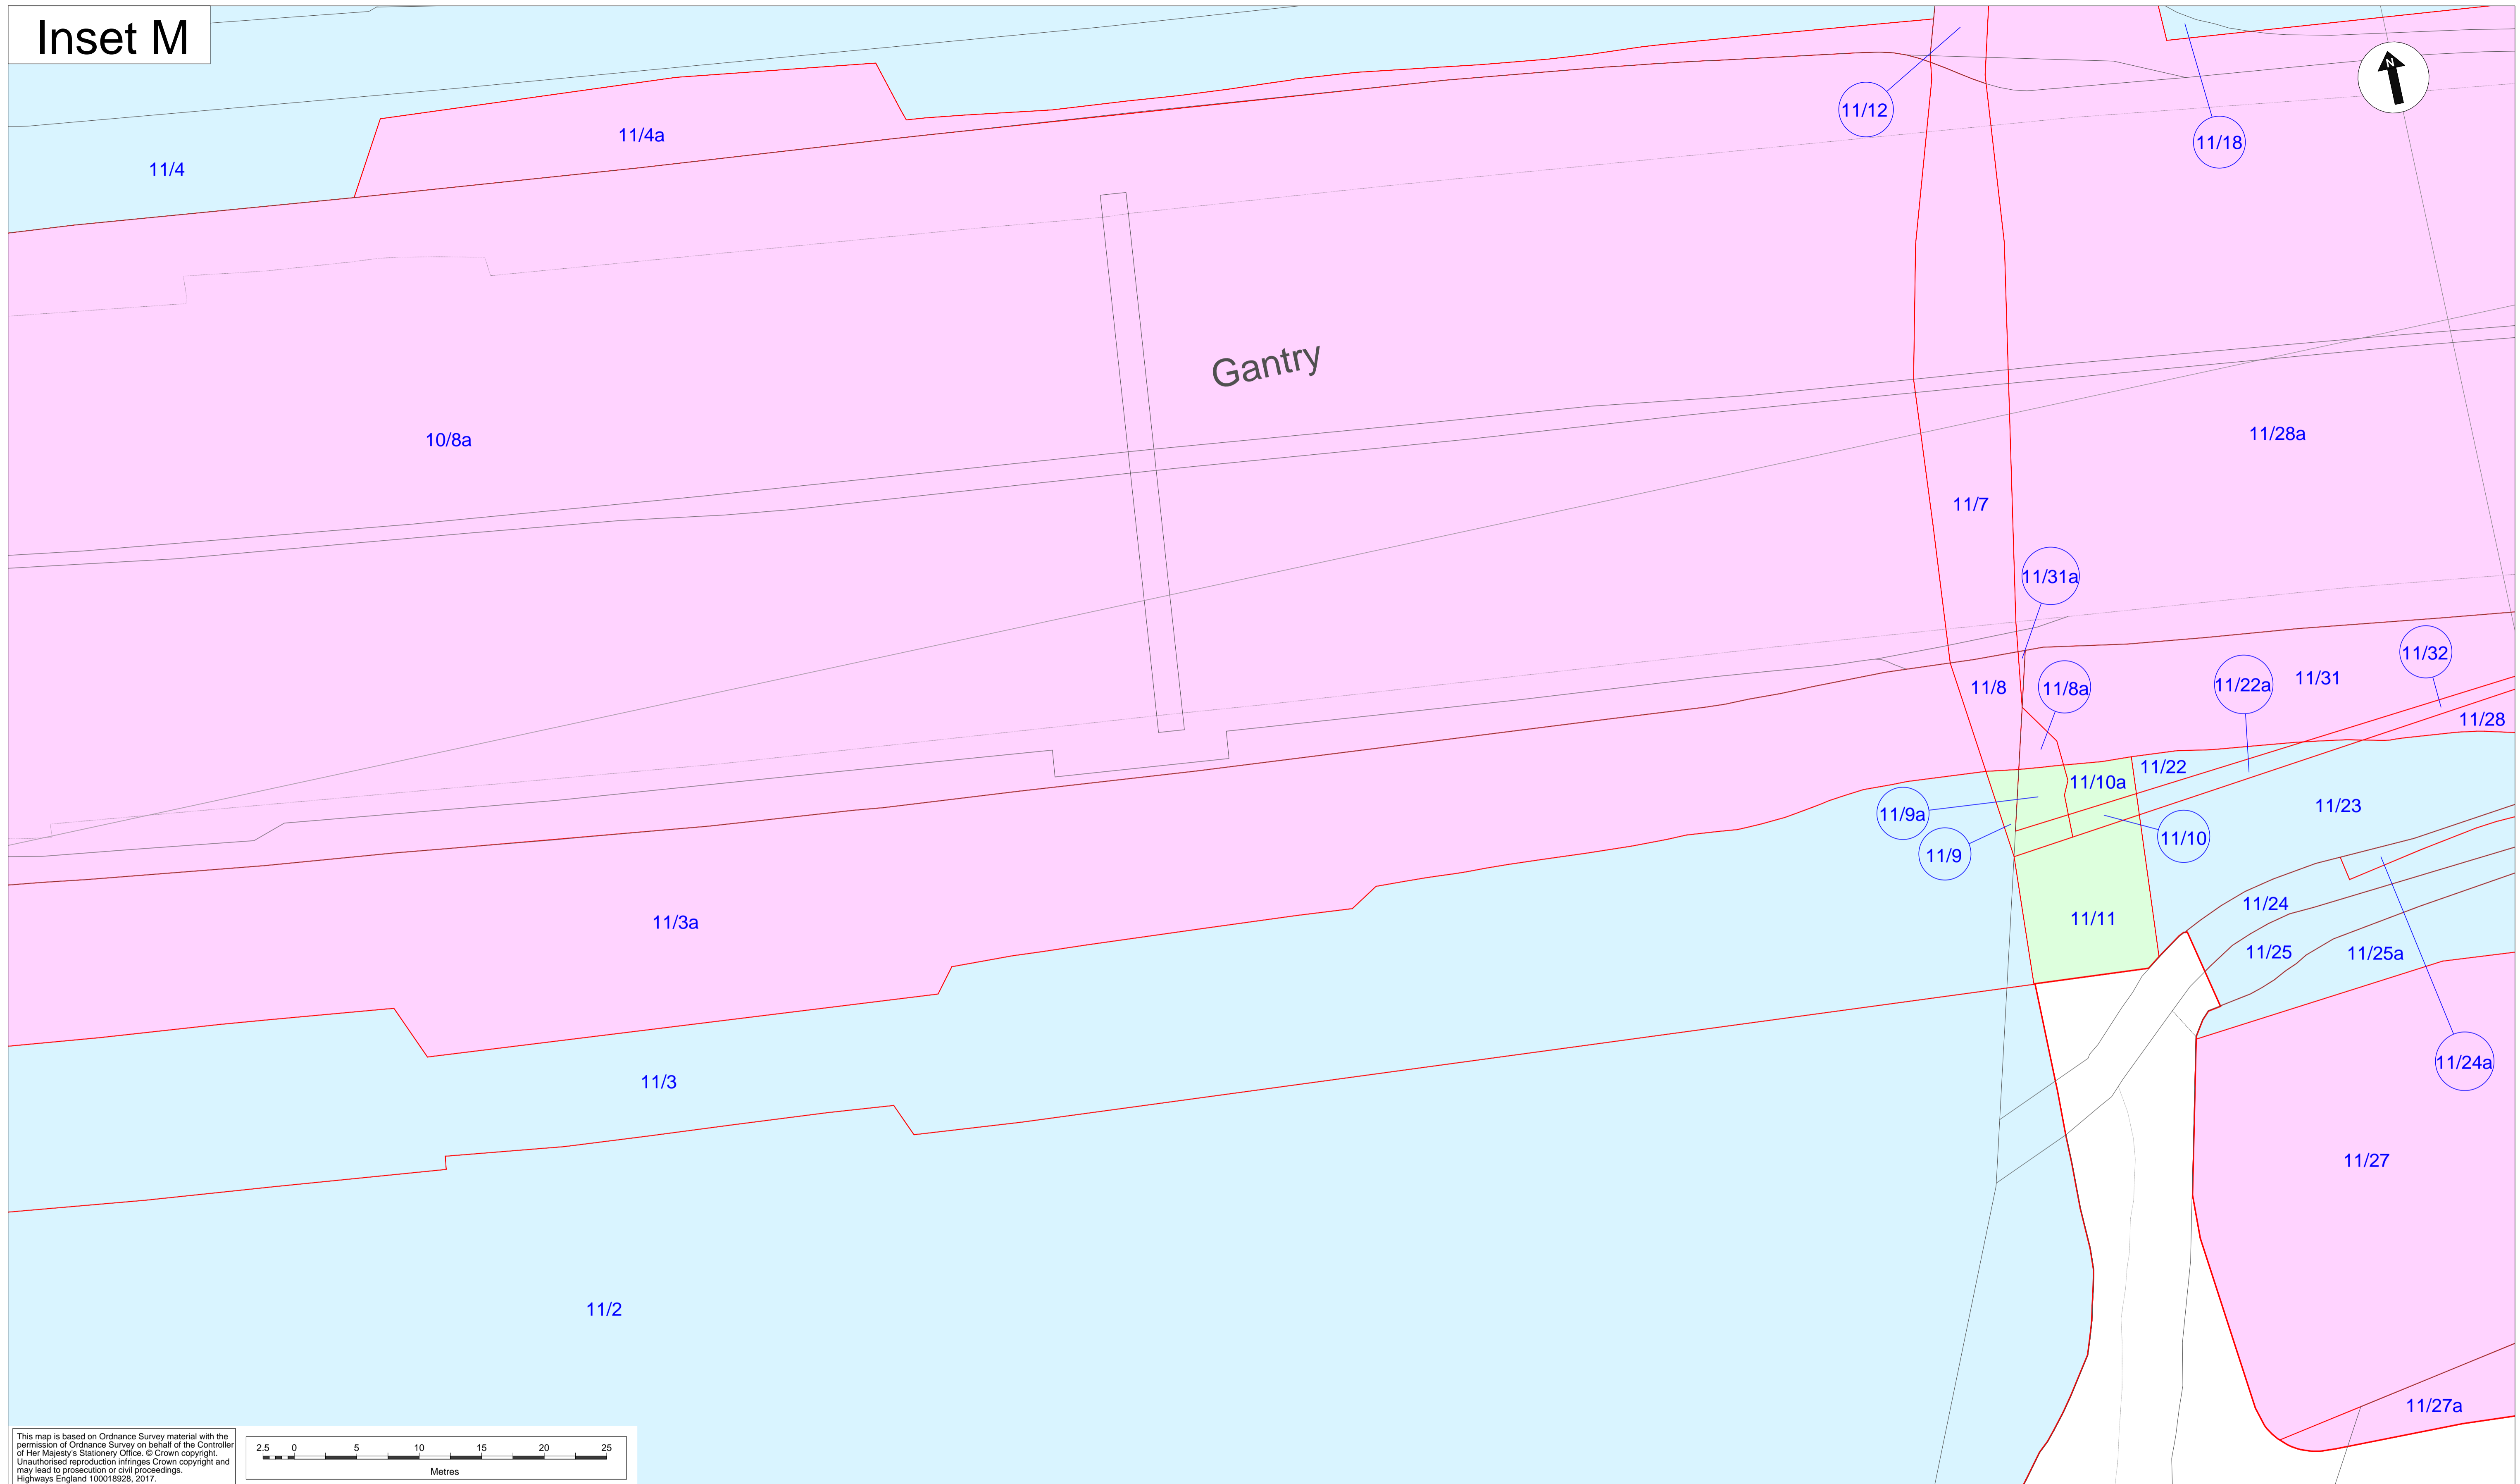 Inset M
N
11/12
11/18
11/4a
11/4
Gantry
10/8a
11/28a
11/7
11/31a
11/32
11/8
11/8a
11/22a
11/31
11/28
11/22
11/10a
11/9a
11/23
11/10
11/9
11/24
11/11
11/3a
11/25
11/25a
11/24a
11/3
11/27
11/2
11/27a
This map is based on Ordnance Survey material with the
permission of Ordnance Survey on behalf of the Controller
of Her Majesty's Stationery Office. © Crown copyright.
Unauthorised reproduction infringes Crown copyright and
may lead to prosecution or civil proceedings.
Highways England 100018928, 2017.
2.5 0 5 10 15 20 25
Metres